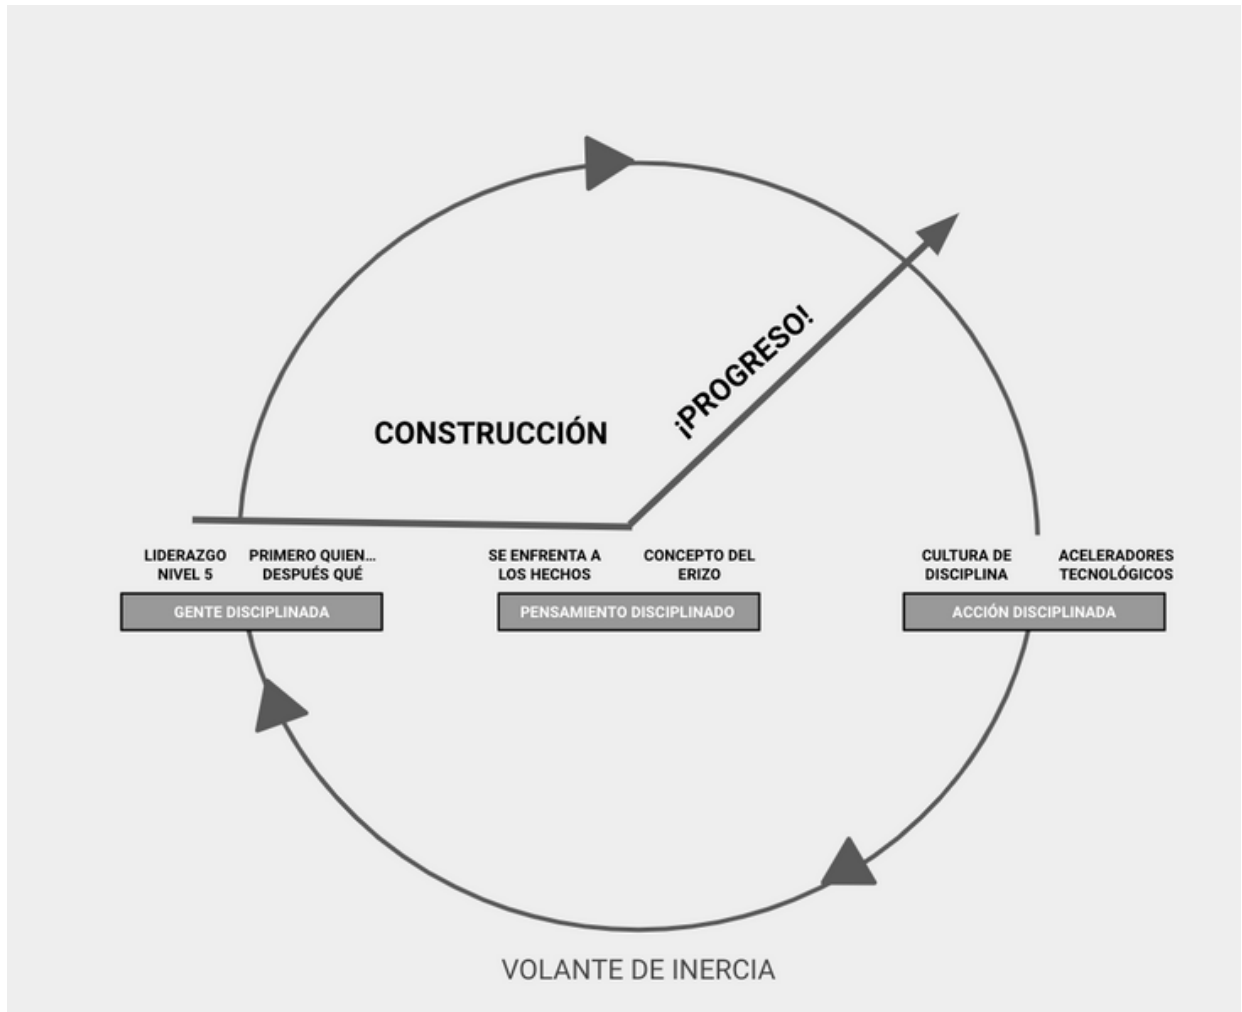 ¡PROGRESO!
CONSTRUCCIÓN
LIDERAZGO
NIVEL 5
PRIMERO QUIEN...
DESPUÉS QUÉ
SE ENFRENTA A
LOS HECHOS
CONCEPTO DEL
ERIZO
CULTURA DE
DISCIPLINA
ACELERADORES
TECNOLÓGICOS
GENTE DISCIPLINADA
PENSAMIENTO DISCIPLINADO
ACCIÓN DISCIPLINADA
VOLANTE DE INERCIA